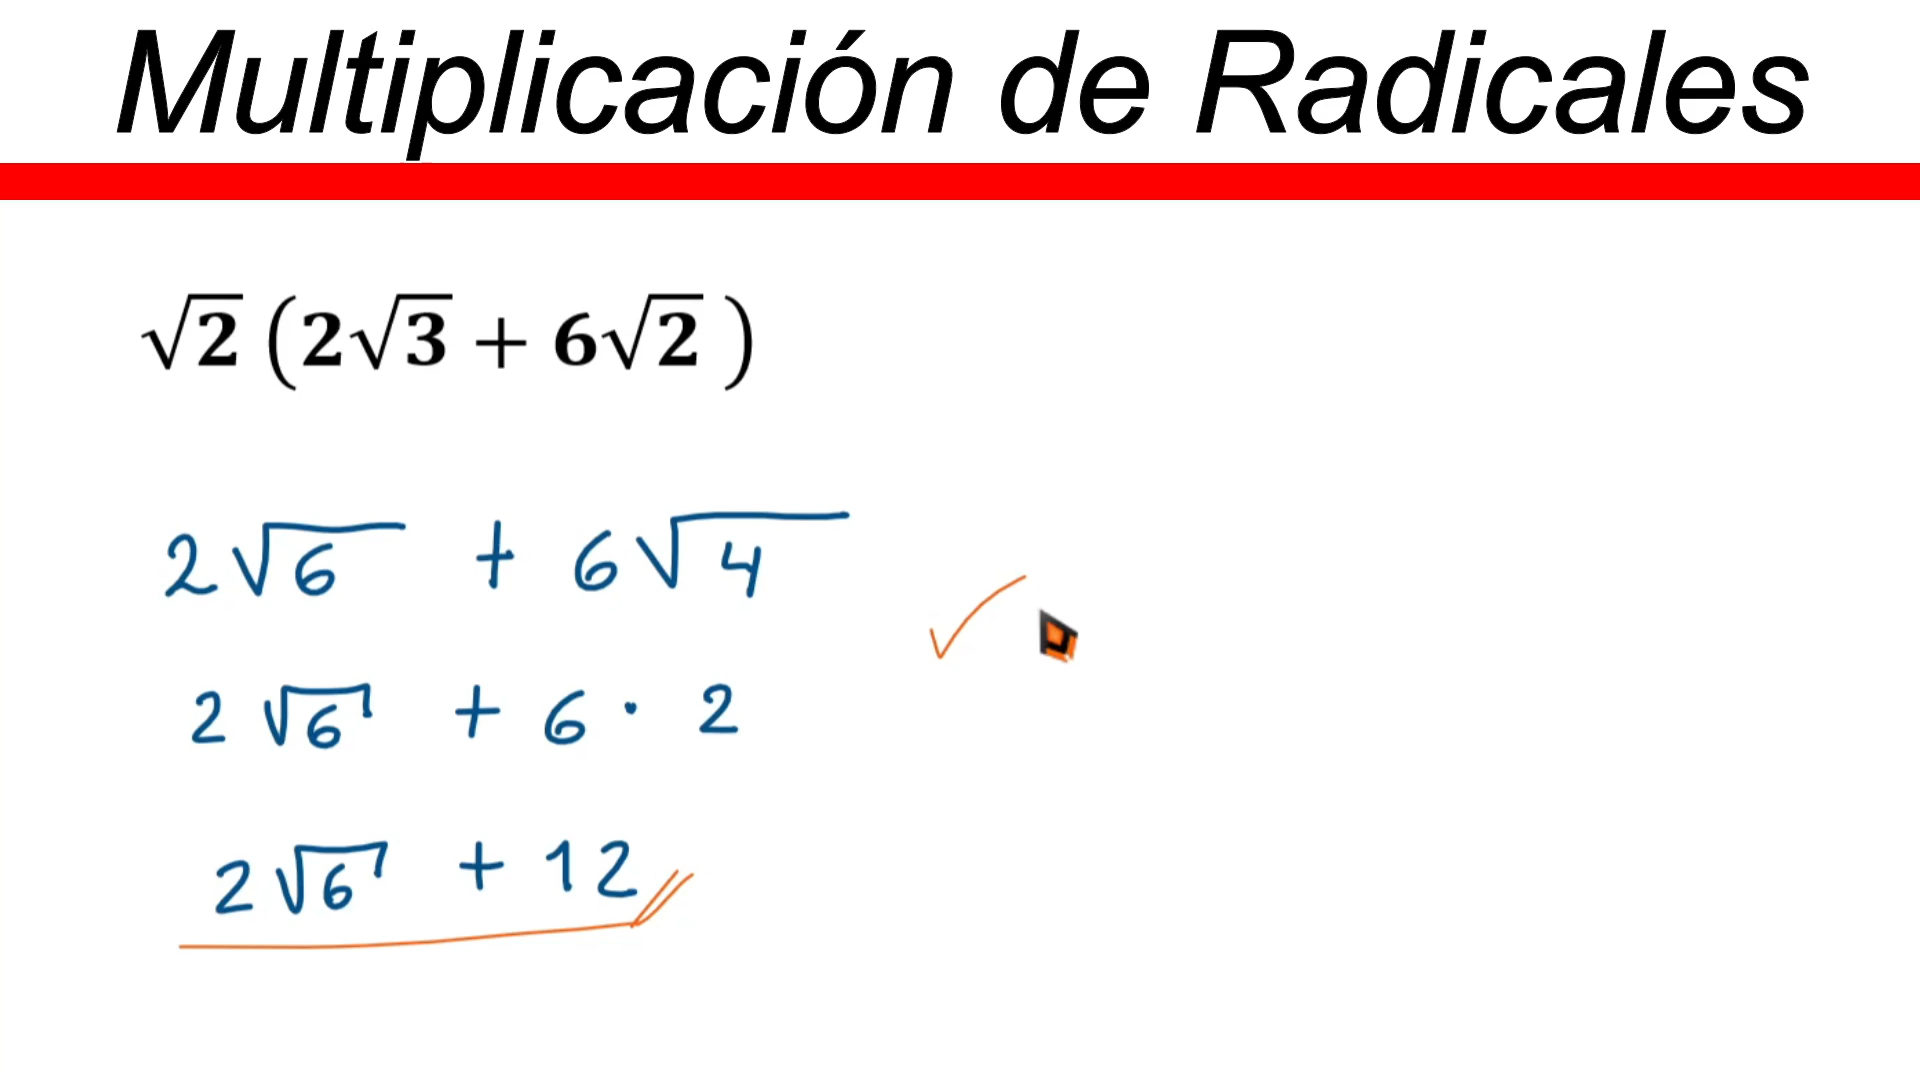 Multiplicación de Radicales
√2 (2√3 + 6√2 )
2√6 + 6√4
2√6 + 6 · 2
2√6 + 12